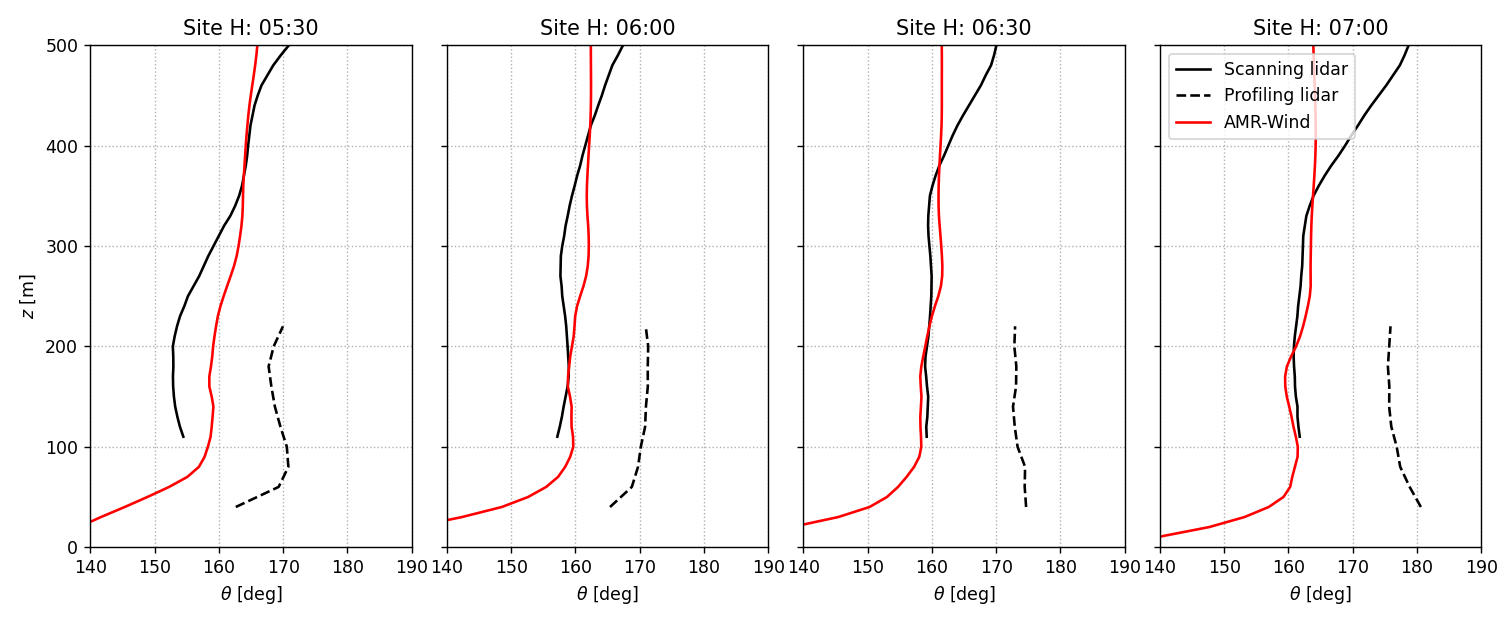 Site H: 05:30
Site H: 06:00
Site H: 06:30
Site H: 07:00
Scanning lidar
Profiling lidar
AMR-Wind
z [m]
500
400
300
200
100
0
140 150 160 170 180 190
140 150 160 170 180 190
140 150 160 170 180 190
140 150 160 170 180 190
θ [deg]
θ [deg]
θ [deg]
θ [deg]